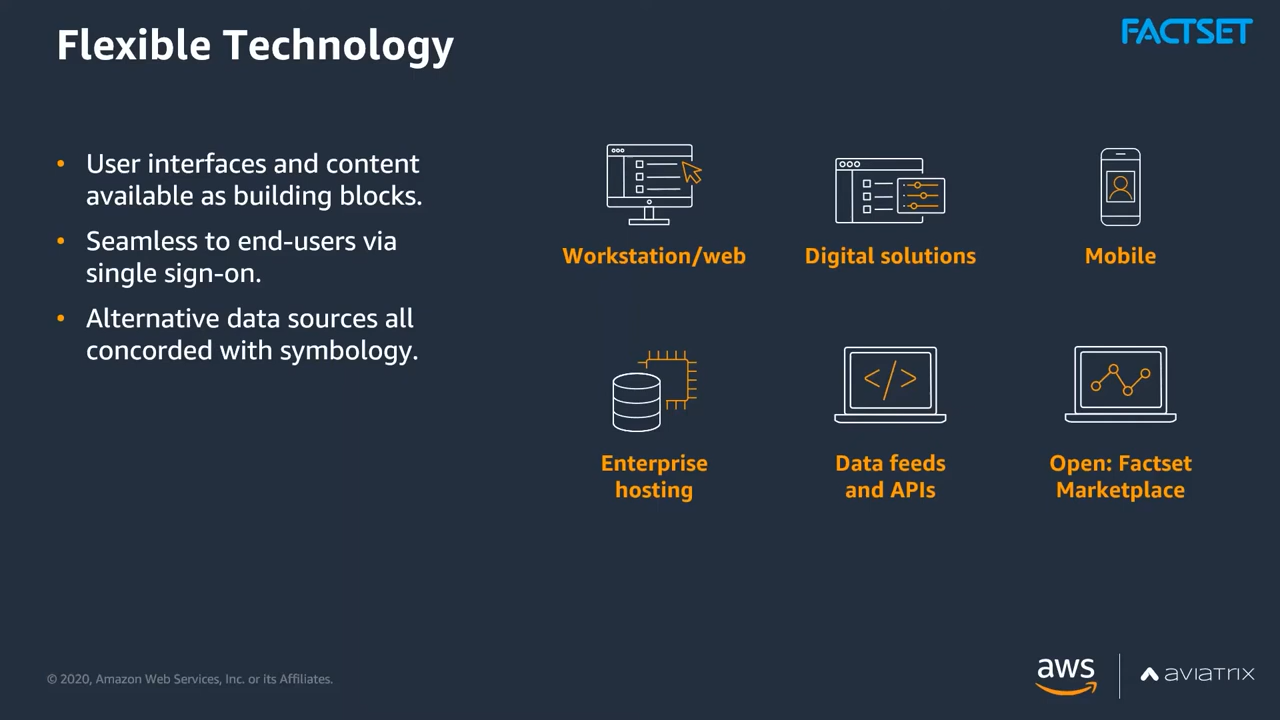 Flexible Technology
FACTSET
• User interfaces and content
available as building blocks.
• Seamless to end-users via
single sign-on.
• Alternative data sources all
concorded with symbology.
Workstation/web
Digital solutions
Mobile
Enterprise
hosting
</>
Data feeds
and APIs
Open: Factset
Marketplace
© 2020, Amazon Web Services, Inc. or its Affiliates.
aws
aviatrix